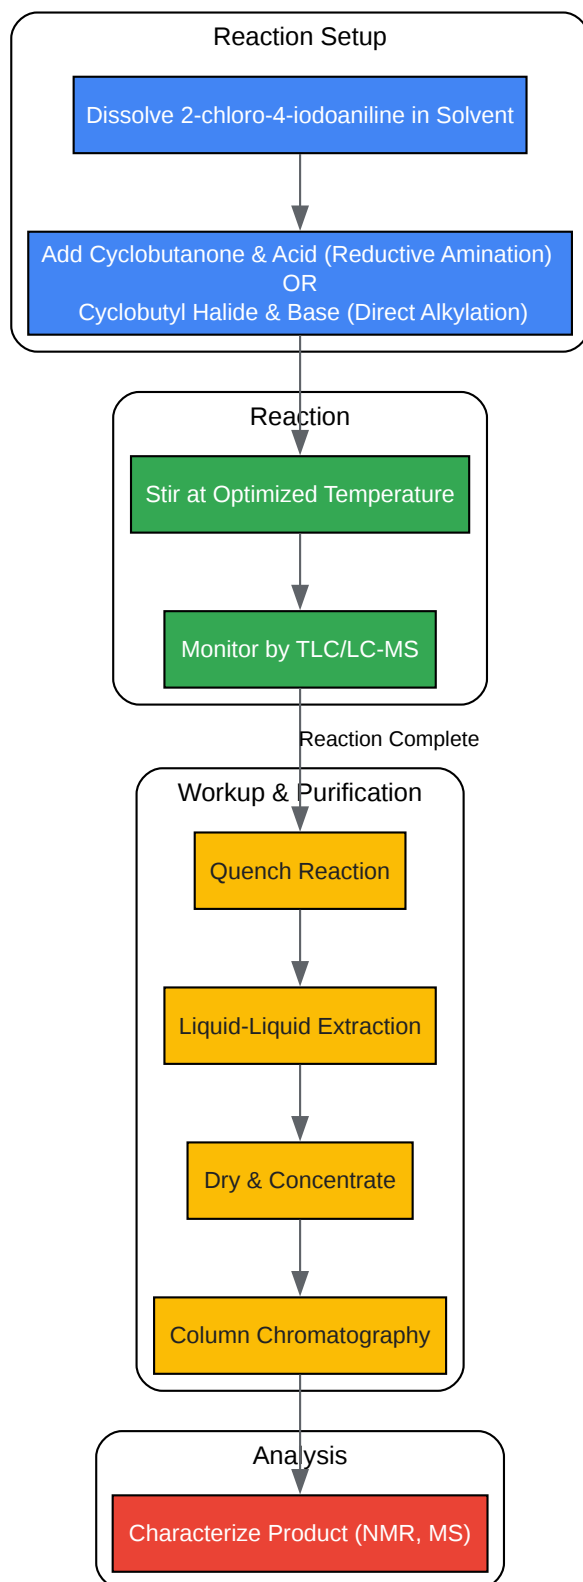 Reaction Setup
Dissolve 2-chloro-4-iodoaniline in Solvent
Add Cyclobutanone & Acid (Reductive Amination)
OR
Cyclobutyl Halide & Base (Direct Alkylation)
Reaction
Stir at Optimized Temperature
Monitor by TLC/LC-MS
Reaction Complete
Workup & Purification
Quench Reaction
Liquid-Liquid Extraction
Dry & Concentrate
Column Chromatography
Analysis
Characterize Product (NMR, MS)